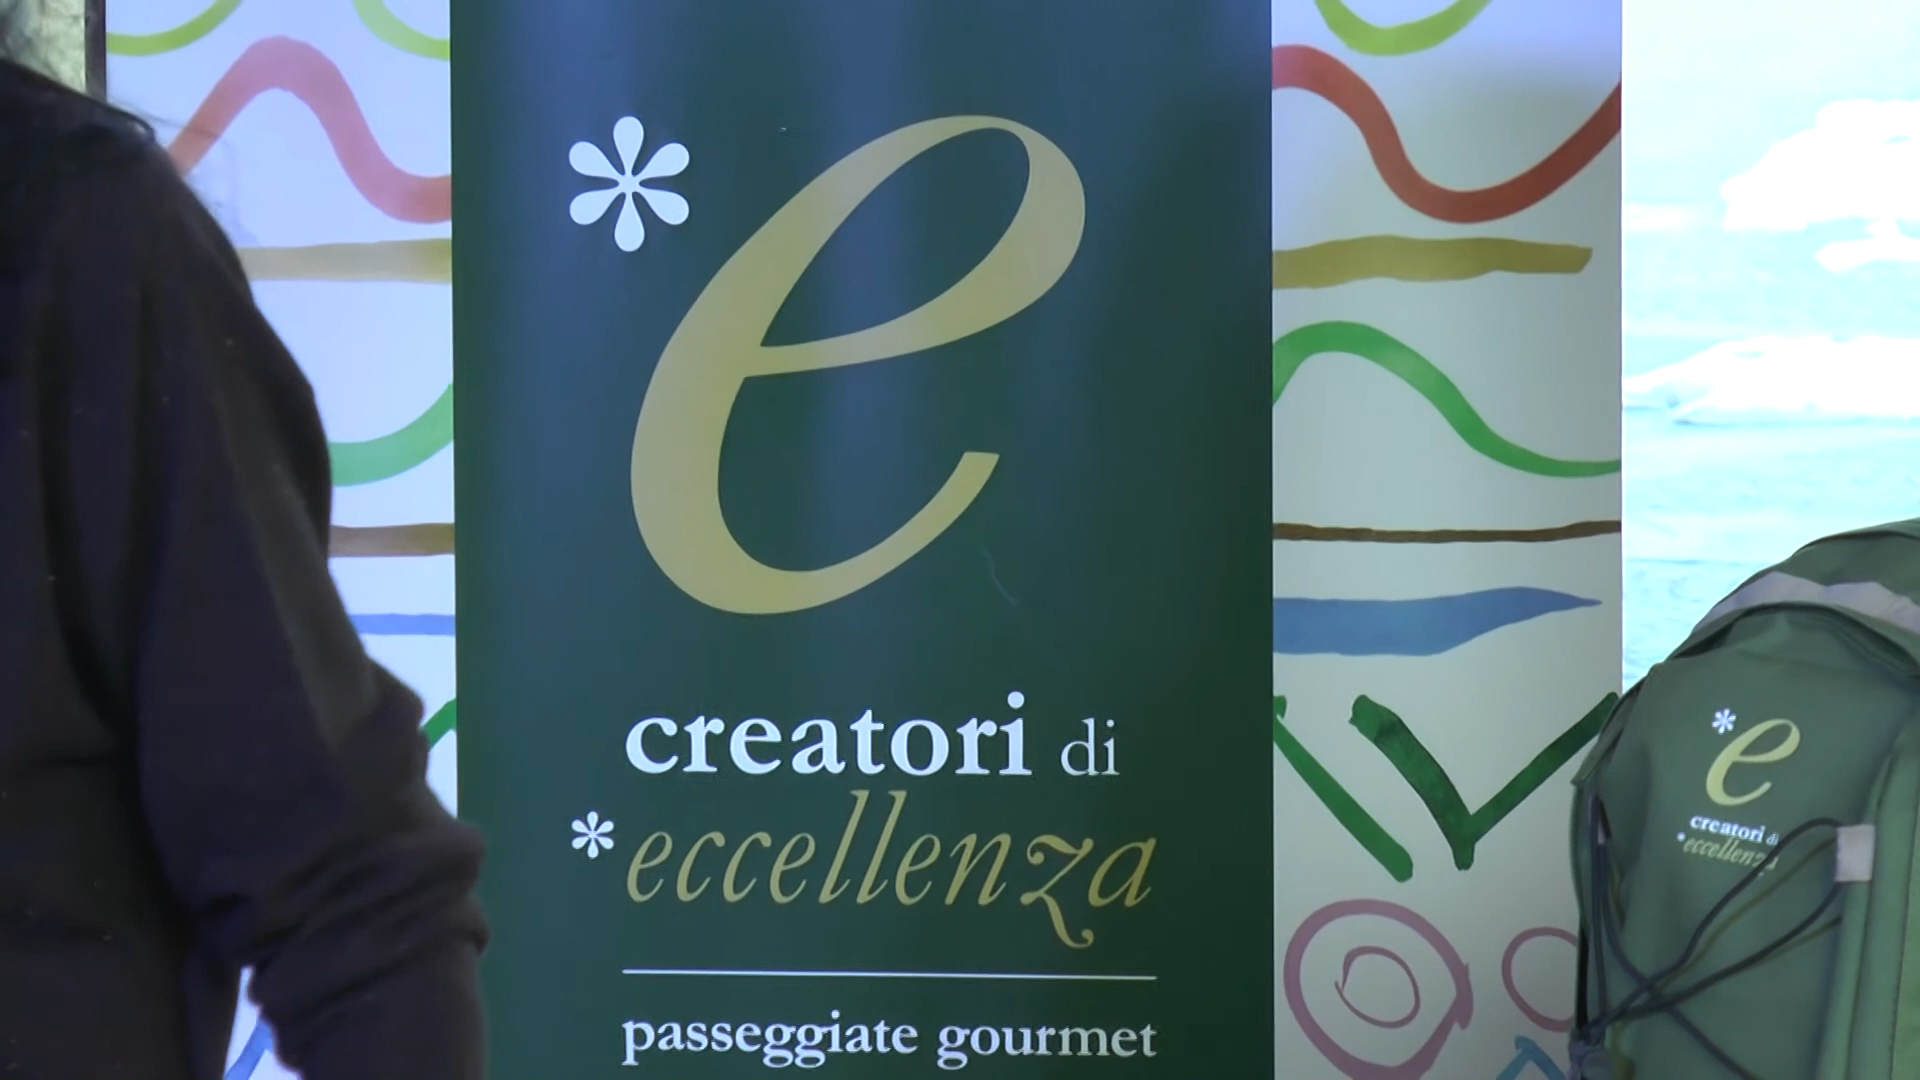 *e
creatori di
*eccellenza
passeggiate gourmet
*e
creatori di
*eccellenza